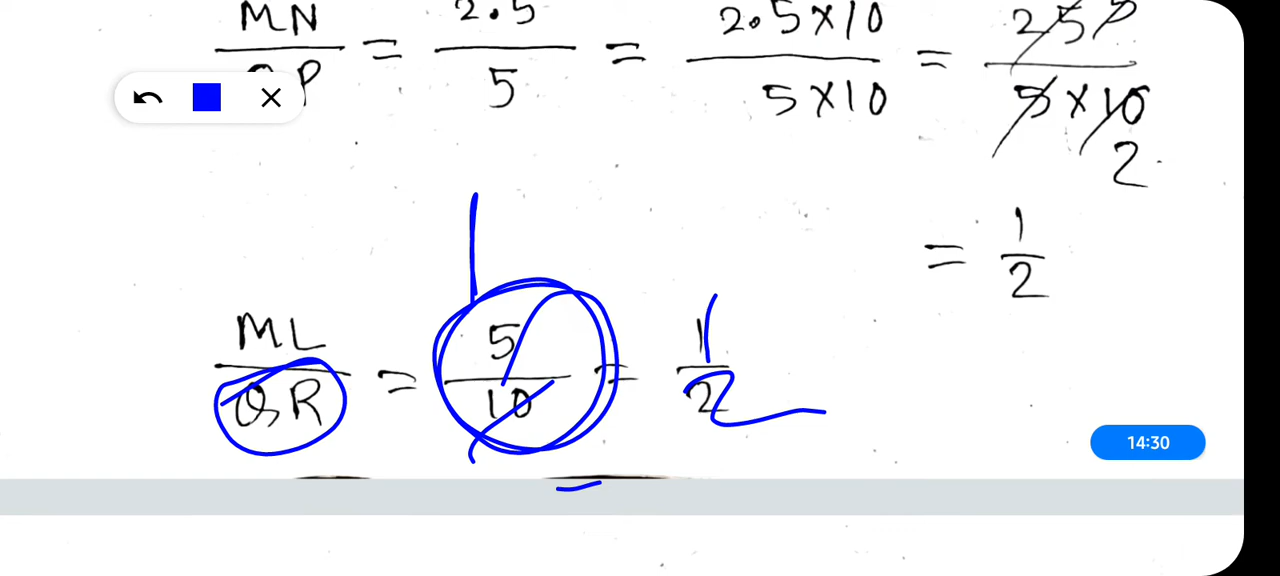 MN/QP = 2.5/5 = 2.5×10/5×10 = 25/5×10 2
= 1/2
ML/QR = 5/10 = 1/2
14:30